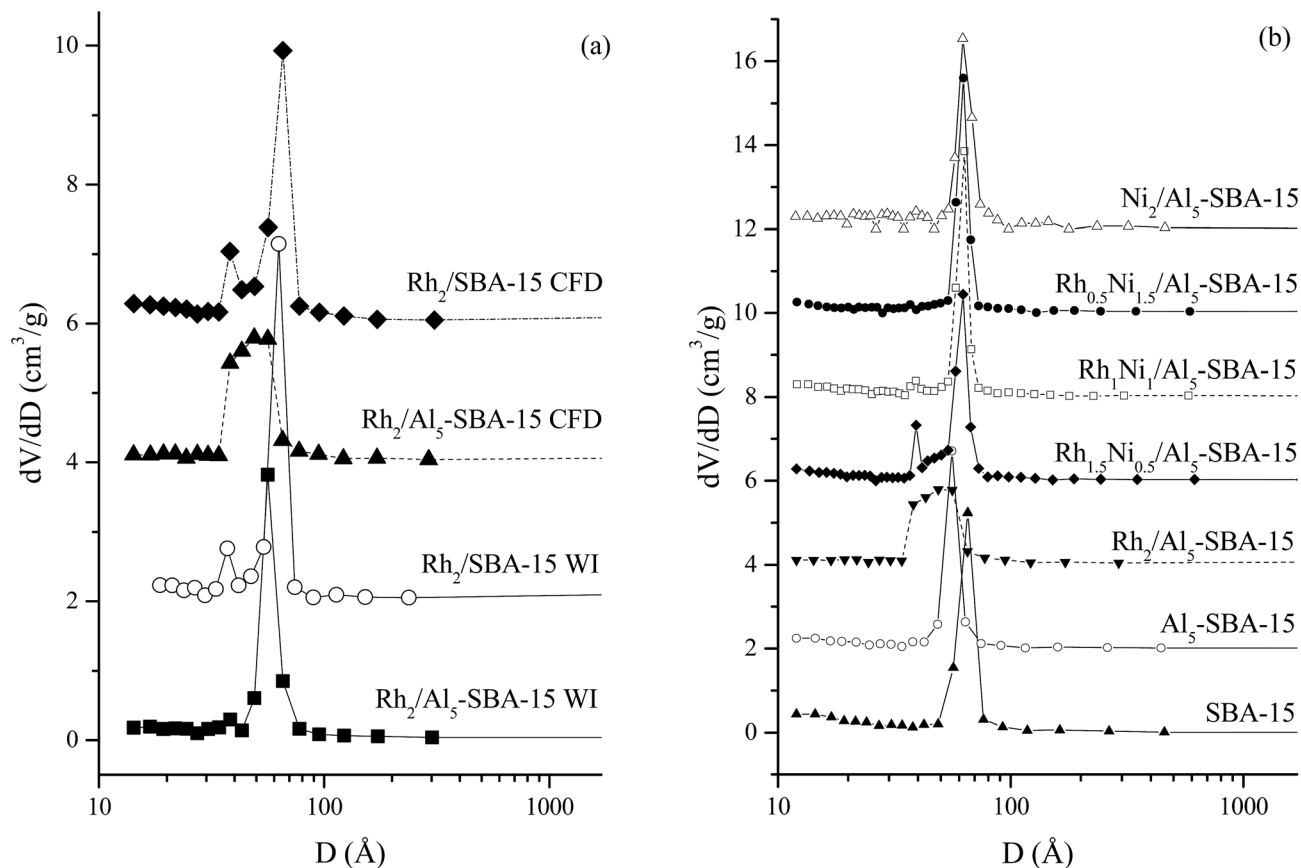 (a)
10
8
6
4
2
0
dV/dD (cm³/g)
Rh₂/SBA-15 CFD
Rh₂/Al₅-SBA-15 CFD
Rh₂/SBA-15 WI
Rh₂/Al₅-SBA-15 WI
10
100
1000
D (Å)
(b)
16
14
12
10
8
6
4
2
0
dV/dD (cm³/g)
Ni₂/Al₅-SBA-15
Rh₀.₅Ni₁.₅/Al₅-SBA-15
Rh₁Ni₁/Al₅-SBA-15
Rh₁.₅Ni₀.₅/Al₅-SBA-15
Rh₂/Al₅-SBA-15
Al₅-SBA-15
SBA-15
10
100
1000
D (Å)